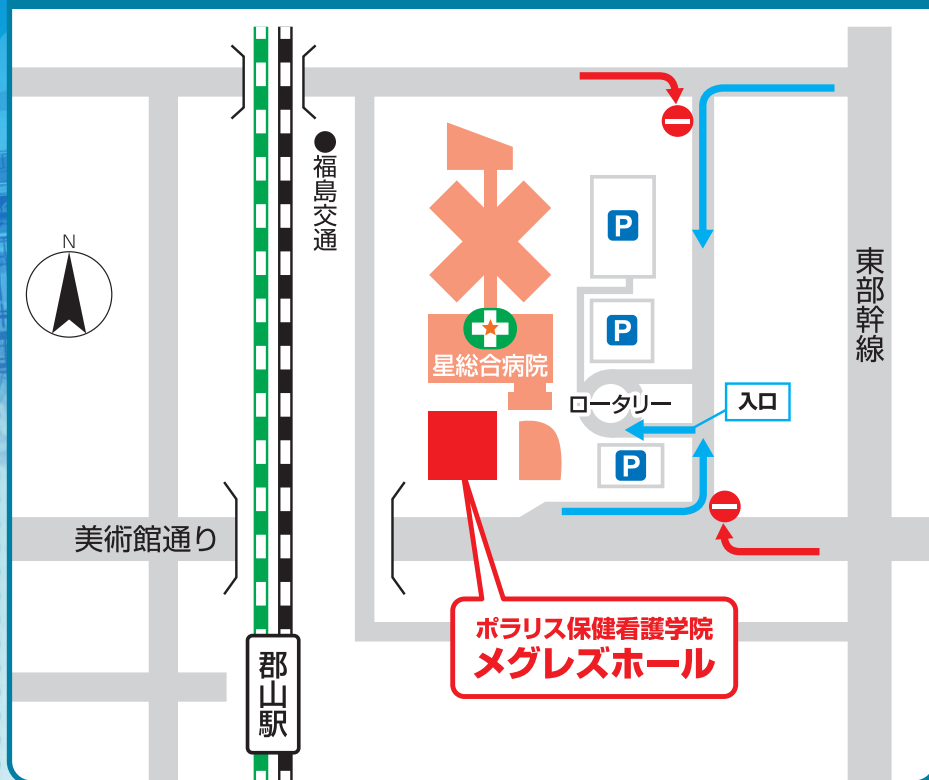 福島交通
N
P
東部幹線
P
星総合病院
ロータリー
入口
P
美術館通り
ポラリス保健看護学院
メグレズホール
郡山駅